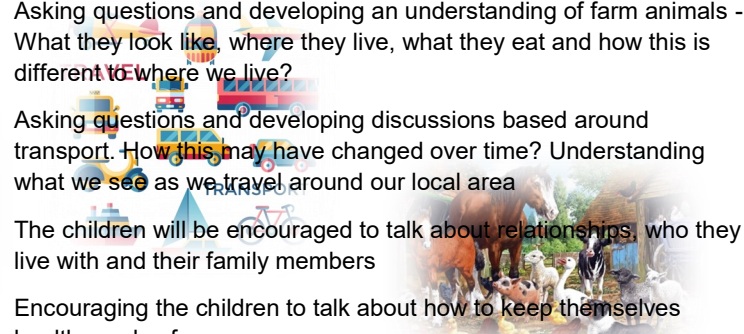 Asking questions and developing an understanding of farm animals -
What they look like, where they live, what they eat and how this is
different to where we live?
TRAVEL
Asking questions and developing discussions based around
transport. How this may have changed over time? Understanding
what we see as we travel around our local area
TRANSPORT
The children will be encouraged to talk about relationships, who they
live with and their family members
Encouraging the children to talk about how to keep themselves